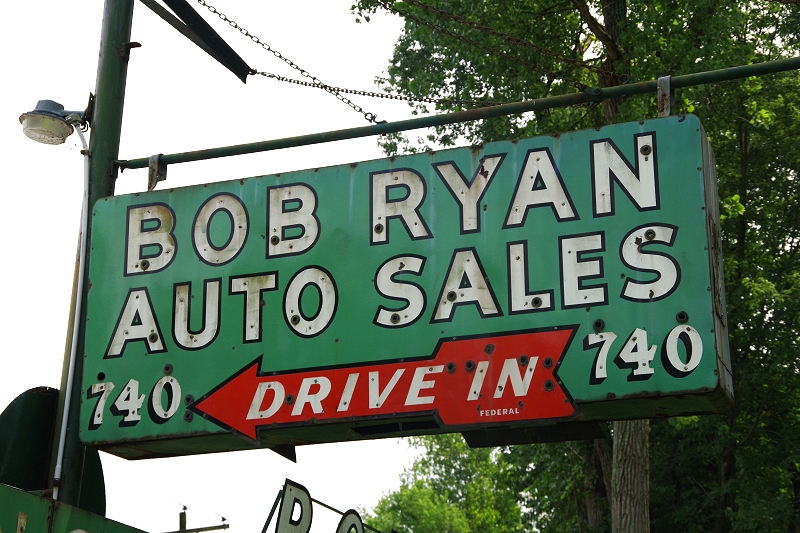 BOB RYAN
AUTO SALES
740 DRIVE IN 740
FEDERAL